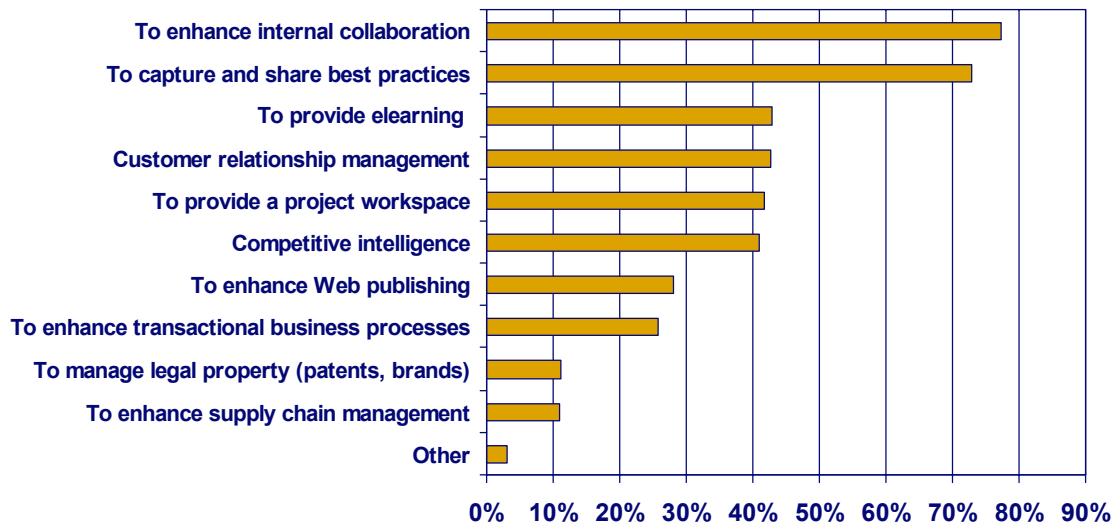 To enhance internal collaboration
To capture and share best practices
To provide elearning
Customer relationship management
To provide a project workspace
Competitive intelligence
To enhance Web publishing
To enhance transactional business processes
To manage legal property (patents, brands)
To enhance supply chain management
Other
0% 10% 20% 30% 40% 50% 60% 70% 80% 90%